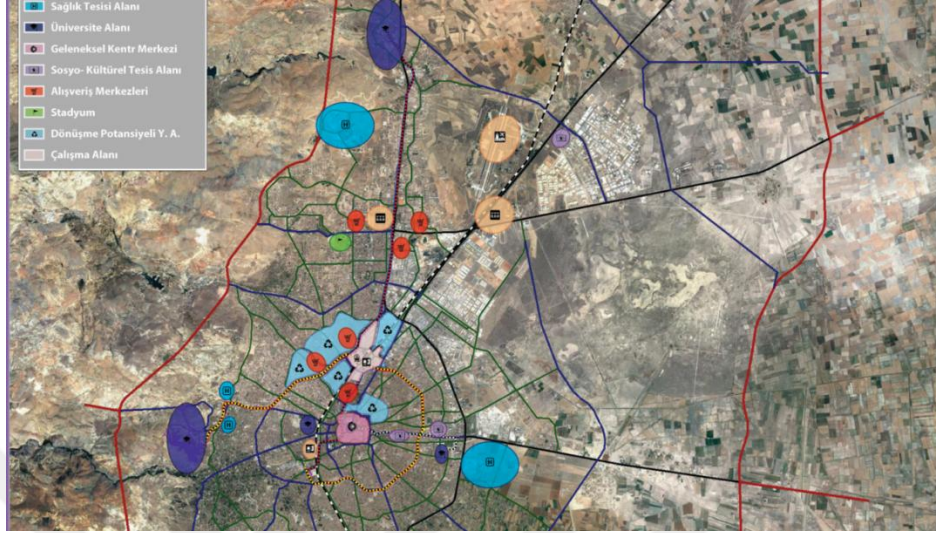 Sağlık Tesisi Alanı
Üniversite Alanı
Geleneksel Kentr Merkezi
Sosyo- Kültürel Tesis Alanı
Alışveriş Merkezleri
Stadyum
Dönüşme Potansiyeli Y. A.
Çalışma Alanı